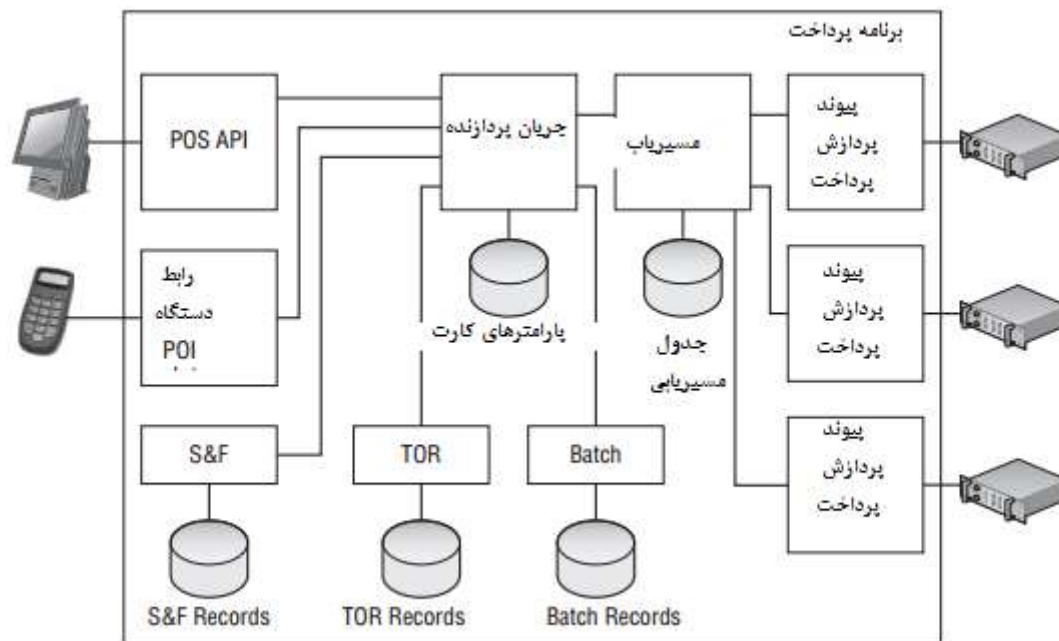 برنامه پرداخت
POS API
جریان پردازنده
مسیریاب
پیوند
پردازش
پرداخت
رابط
دستگاه
POI
پارامترهای کارت
جدول
مسیریابی
پیوند
پردازش
پرداخت
S&F
TOR
Batch
پیوند
پردازش
پرداخت
S&F Records
TOR Records
Batch Records